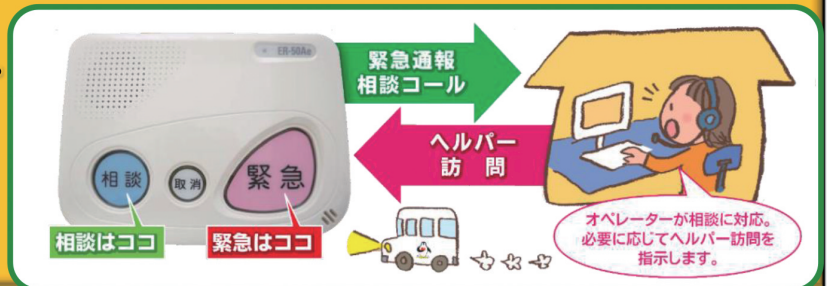 ER-50Ae
緊急通報
相談コール
ヘルパー
訪問
相談
取消
緊急
相談はココ
緊急はココ
オペレーターが相談に対応。
必要に応じてヘルパー訪問を
指示します。